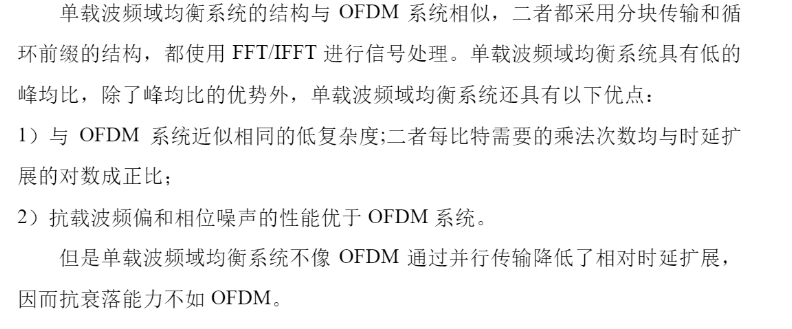 单载波频域均衡系统的结构与 OFDM 系统相似，二者都采用分块传输和循
环前缀的结构，都使用 FFT/IFFT 进行信号处理。单载波频域均衡系统具有低的
峰均比，除了峰均比的优势外，单载波频域均衡系统还具有以下优点：
1）与 OFDM 系统近似相同的低复杂度;二者每比特需要的乘法次数均与时延扩
展的对数成正比；
2）抗载波频偏和相位噪声的性能优于 OFDM 系统。
但是单载波频域均衡系统不像 OFDM 通过并行传输降低了相对时延扩展，
因而抗衰落能力不如 OFDM。